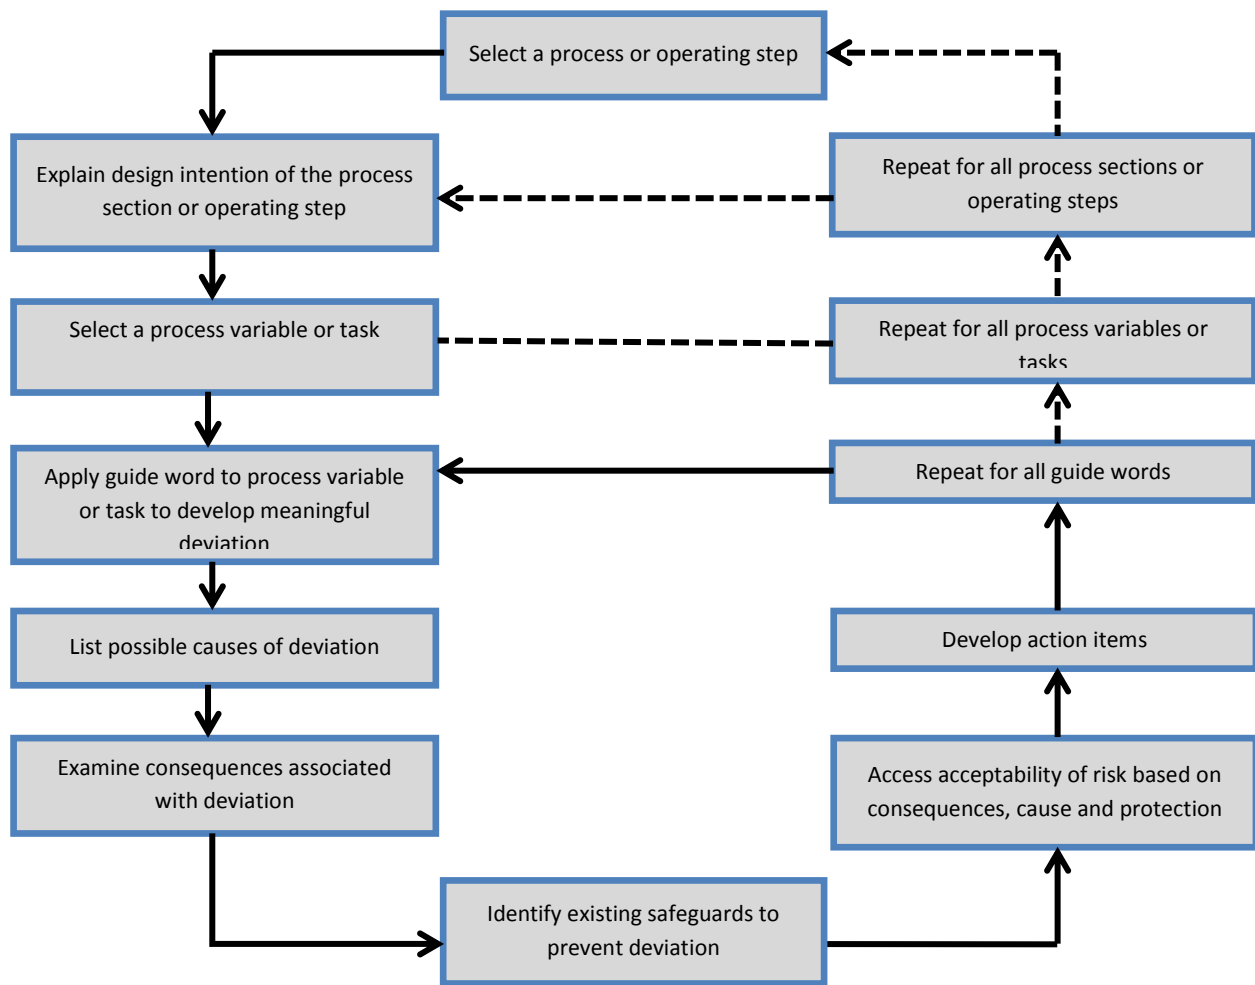 Select a process or operating step
Explain design intention of the process
section or operating step
Repeat for all process sections or
operating steps
Select a process variable or task
Repeat for all process variables or
tasks
Apply guide word to process variable
or task to develop meaningful
deviation
Repeat for all guide words
List possible causes of deviation
Develop action items
Examine consequences associated
with deviation
Access acceptability of risk based on
consequences, cause and protection
Identify existing safeguards to
prevent deviation